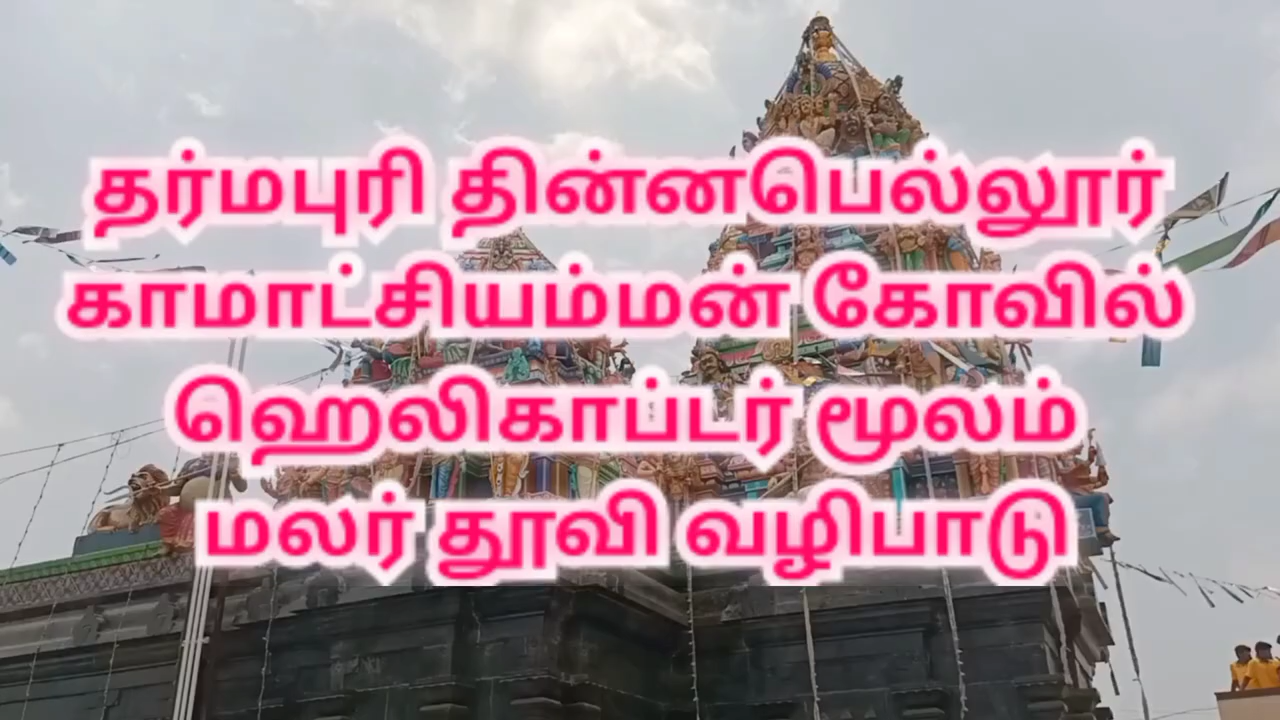 தர்மபுரி தின்னபெல்லூர்
காமாட்சியம்மன் கோவில்
ஹெலிகாப்டர் மூலம்
மலர் தூவி வழிபாடு